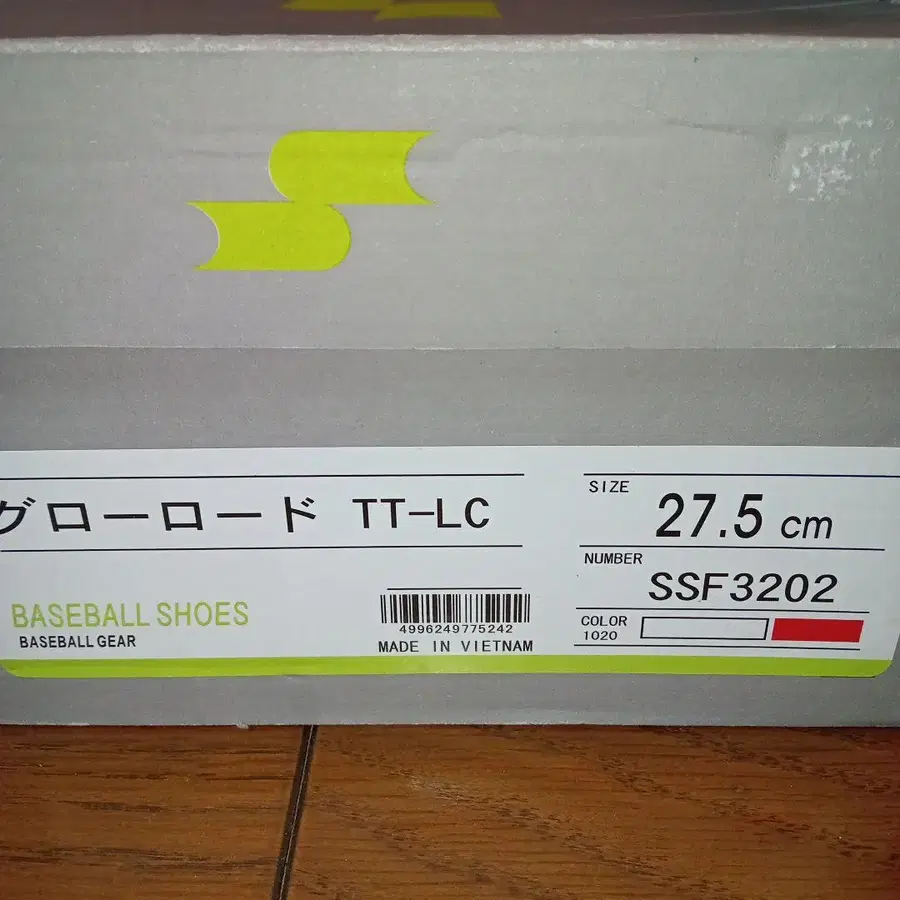 グローロード TT-LC
BASEBALL SHOES
BASEBALL GEAR
4996249775242
MADE IN VIETNAM
SIZE
27.5 cm
NUMBER
SSF3202
COLOR
1020